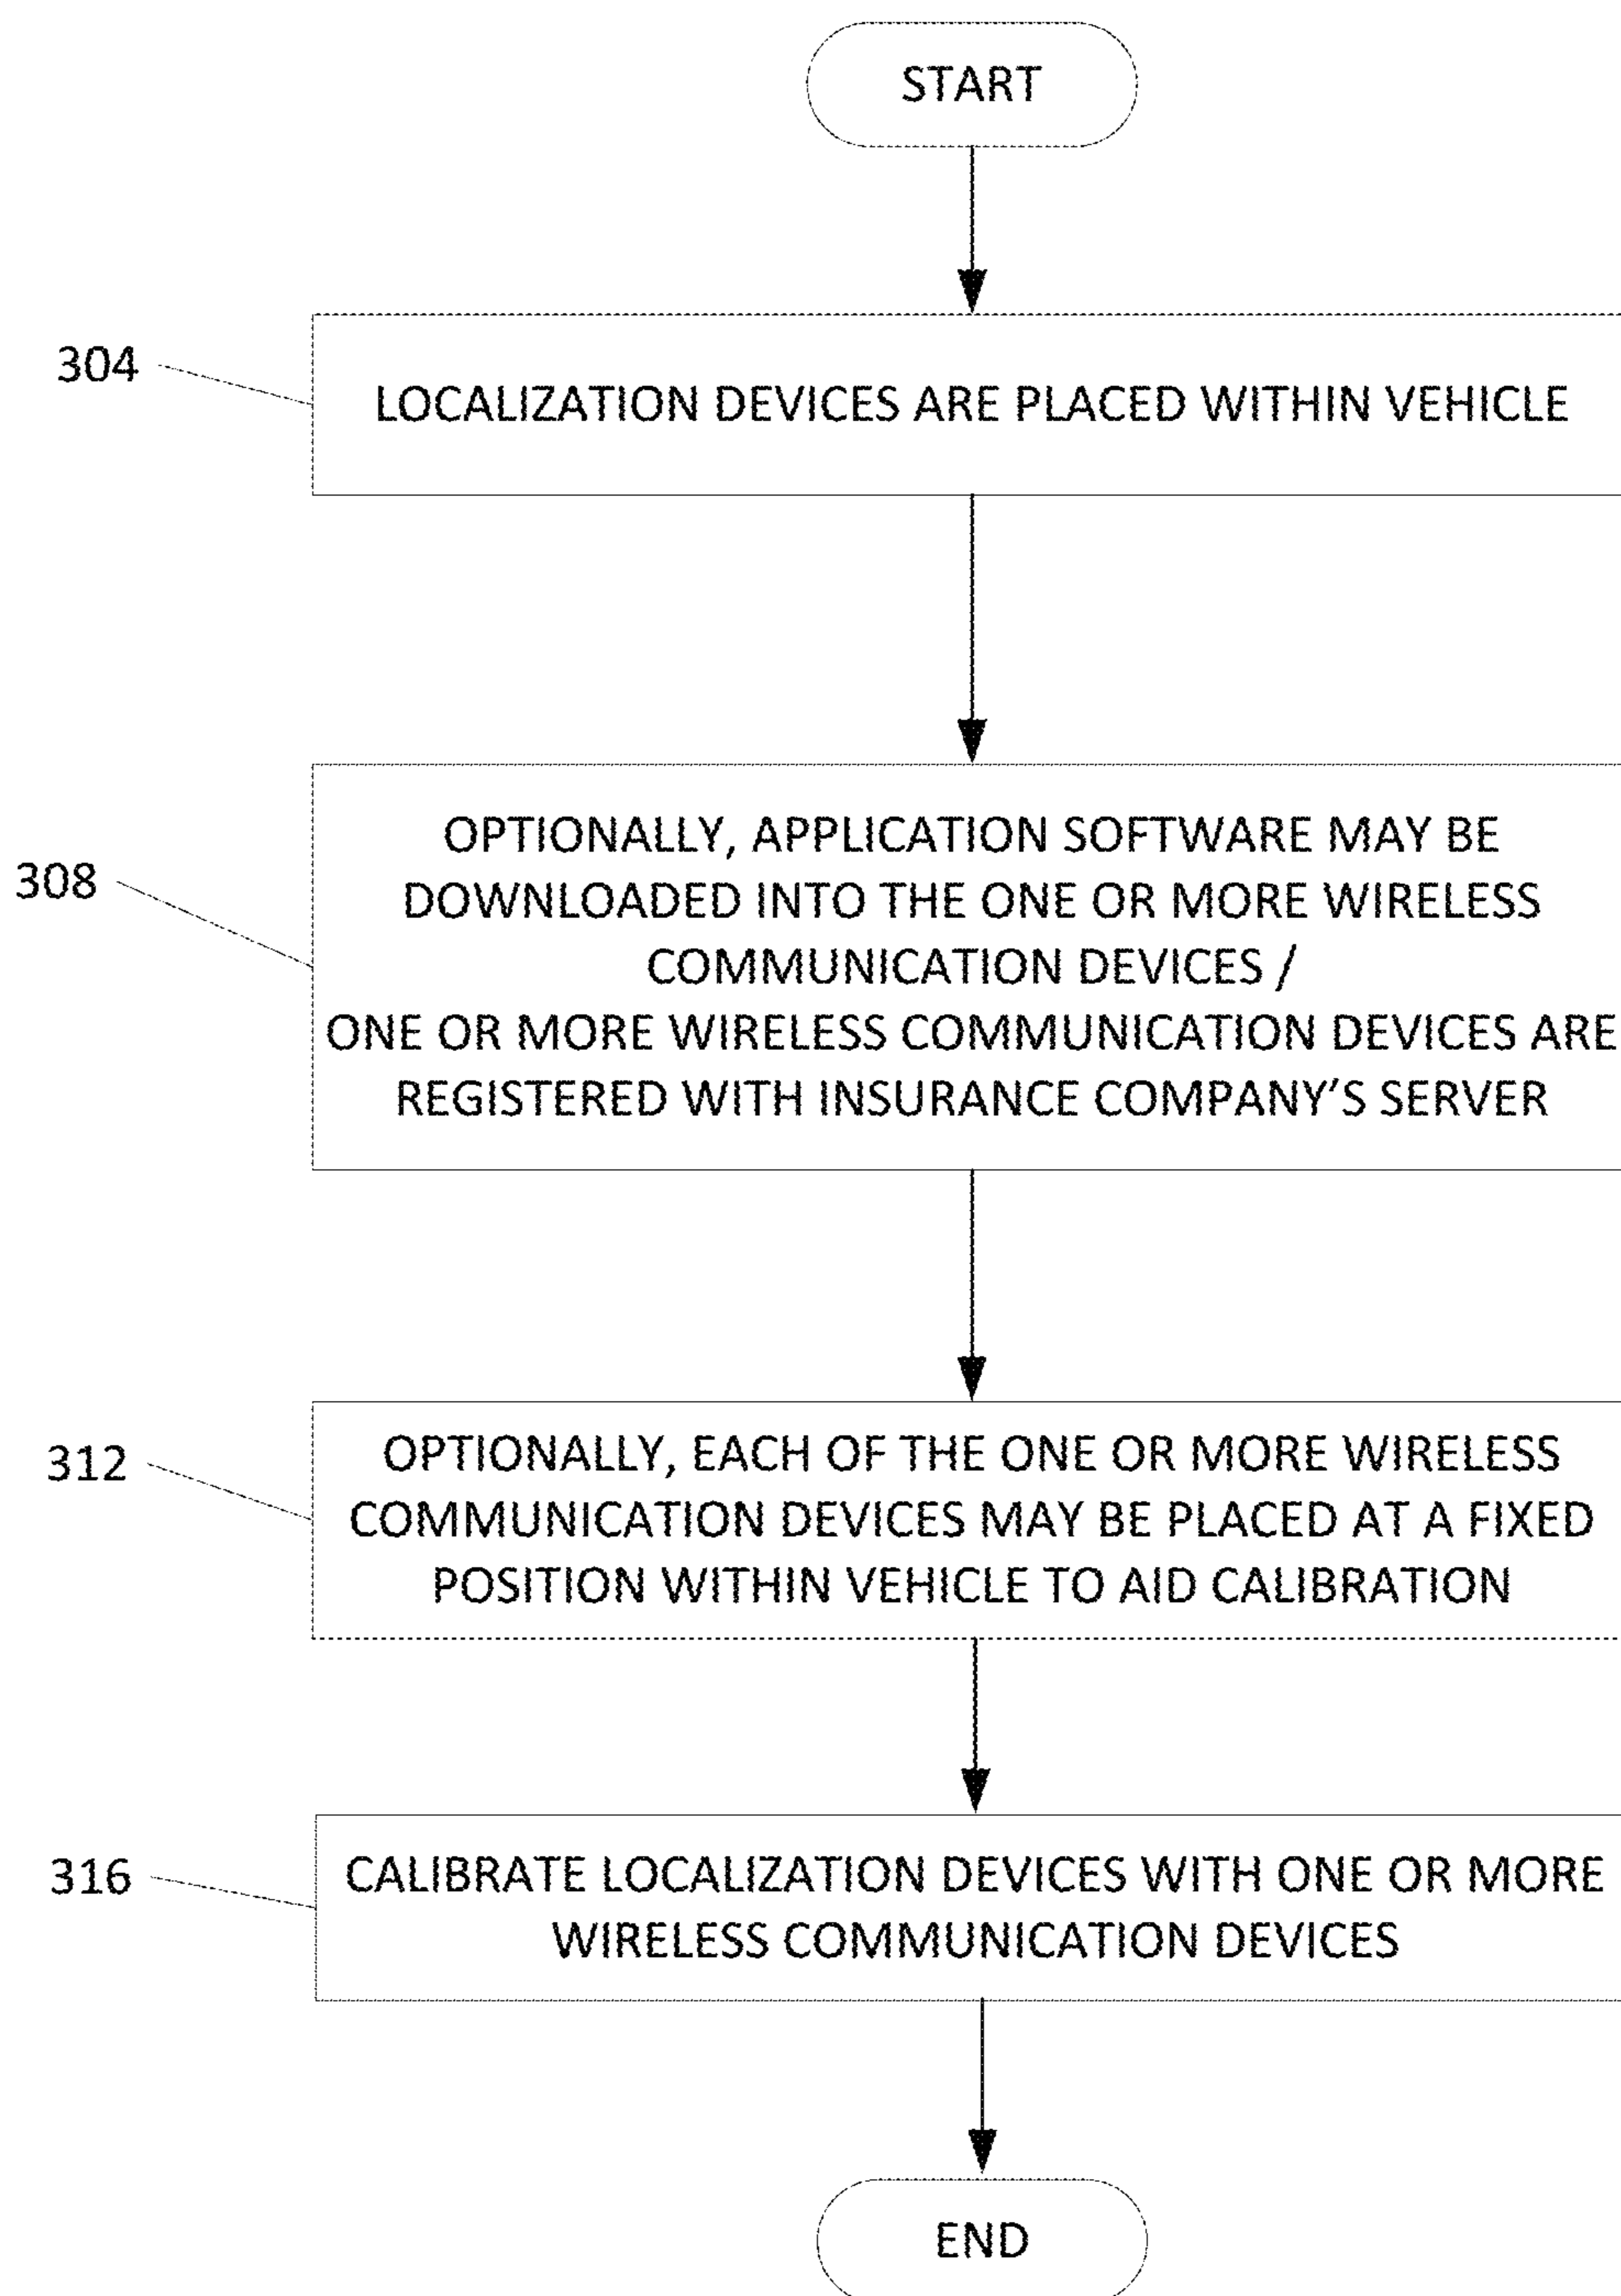 START
304
LOCALIZATION DEVICES ARE PLACED WITHIN VEHICLE
308
OPTIONALLY, APPLICATION SOFTWARE MAY BE
DOWNLOADED INTO THE ONE OR MORE WIRELESS
COMMUNICATION DEVICES /
ONE OR MORE WIRELESS COMMUNICATION DEVICES ARE
REGISTERED WITH INSURANCE COMPANY'S SERVER
312
OPTIONALLY, EACH OF THE ONE OR MORE WIRELESS
COMMUNICATION DEVICES MAY BE PLACED AT A FIXED
POSITION WITHIN VEHICLE TO AID CALIBRATION
316
CALIBRATE LOCALIZATION DEVICES WITH ONE OR MORE
WIRELESS COMMUNICATION DEVICES
END